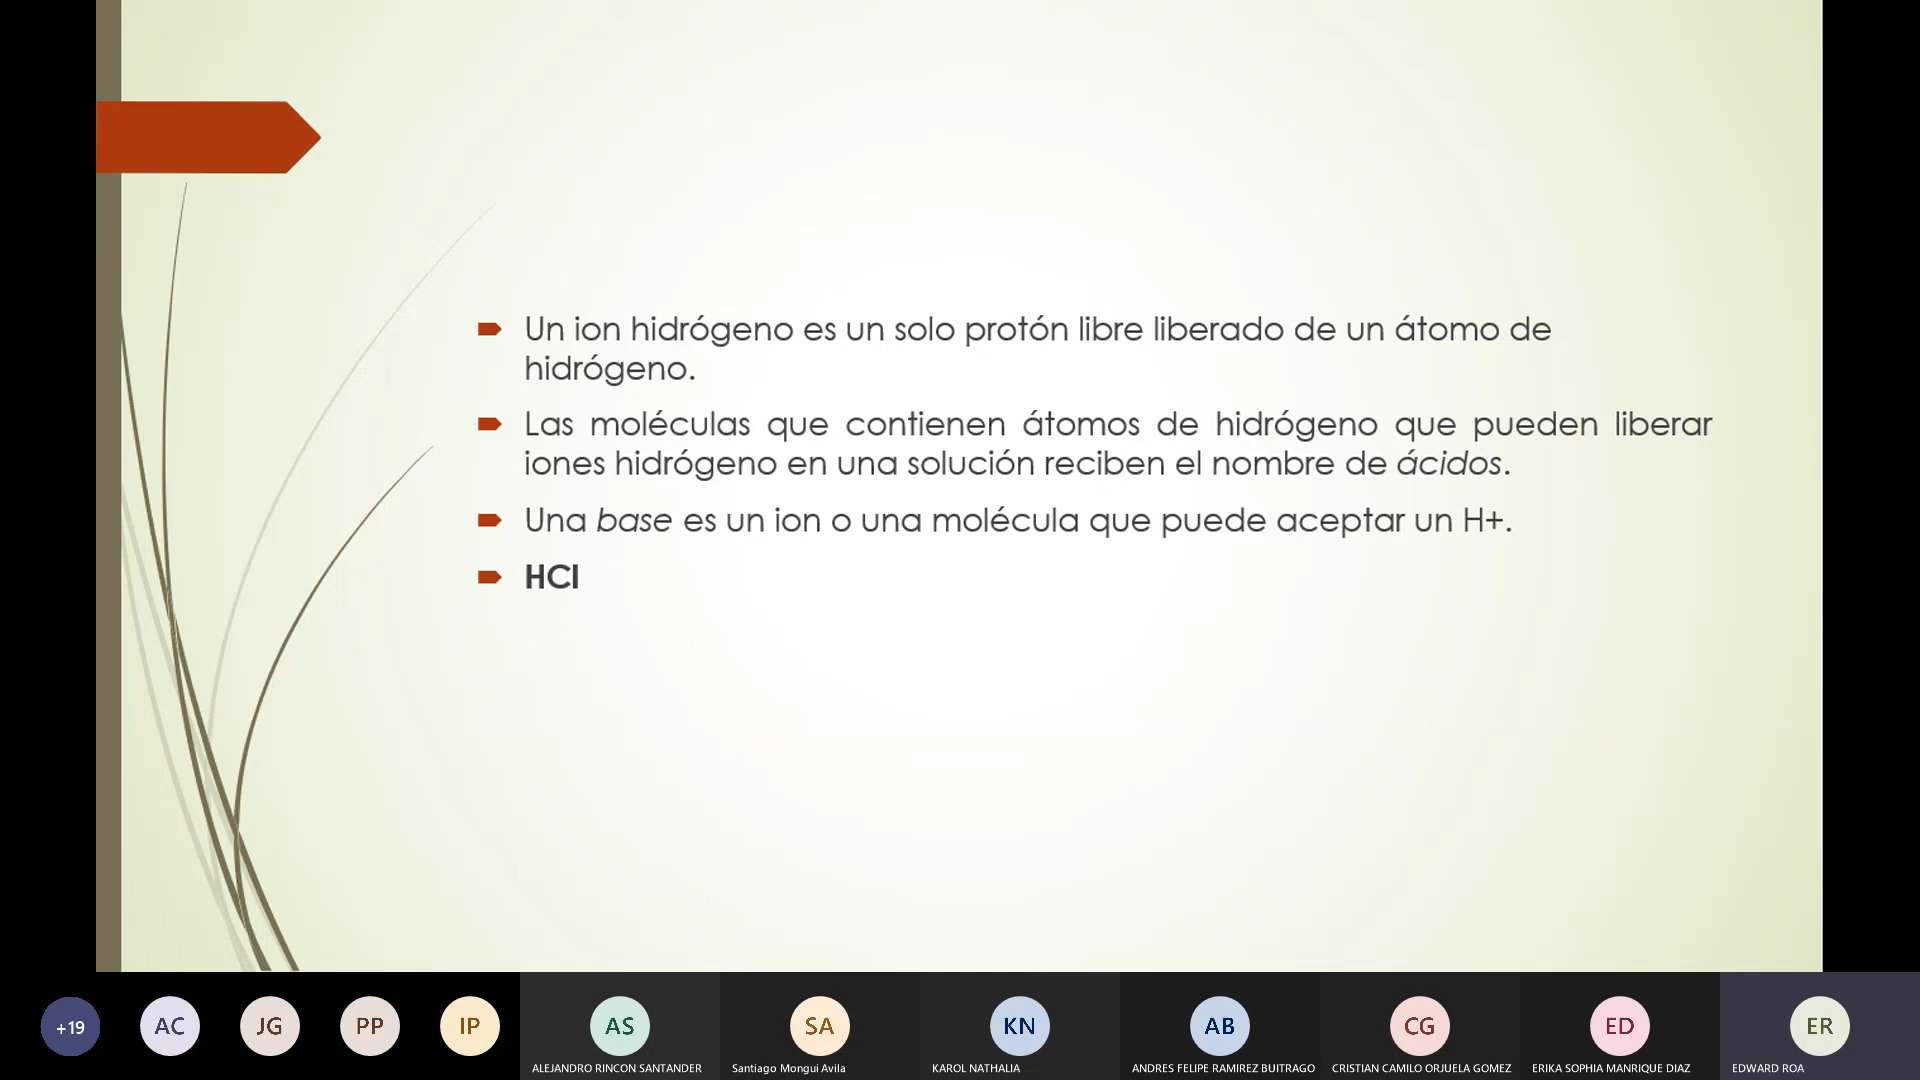 Un ion hidrógeno es un solo protón libre liberado de un átomo de
hidrógeno.
Las moléculas que contienen átomos de hidrógeno que pueden liberar
iones hidrógeno en una solución reciben el nombre de ácidos.
Una base es un ion o una molécula que puede aceptar un H+.
HCl
+19
AC
JG
PP
IP
AS
SA
KN
AB
CG
ED
ER
ALEJANDRO RINCON SANTANDER
Santiago Mongui Avila
KAROL NATHALIA
ANDRES FELIPE RAMIREZ BUITRAGO
CRISTIAN CAMILO ORJUELA GOMEZ
ERIKA SOPHIA MANRIQUE DIAZ
EDWARD ROA